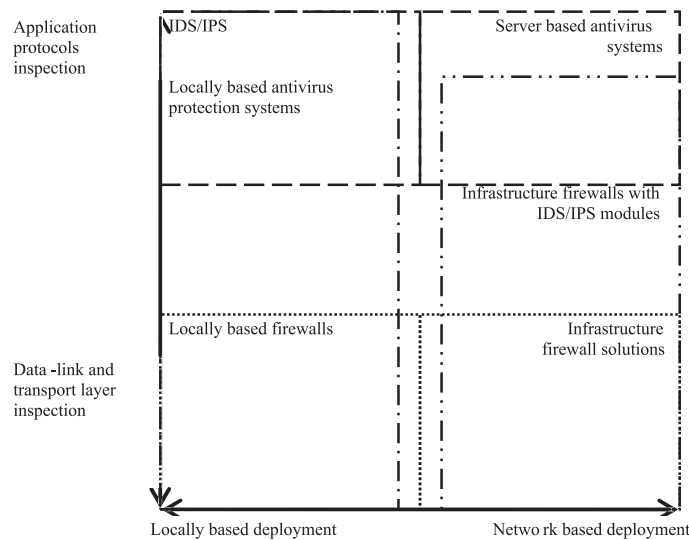 Application
protocols
inspection
IDS/IPS
Server based antivirus
systems
Locally based antivirus
protection systems
Infrastructure firewalls with
IDS/IPS modules
Locally based firewalls
Infrastructure
firewall solutions
Data -link and
transport layer
inspection
Locally based deployment
Netwo rk based deployment